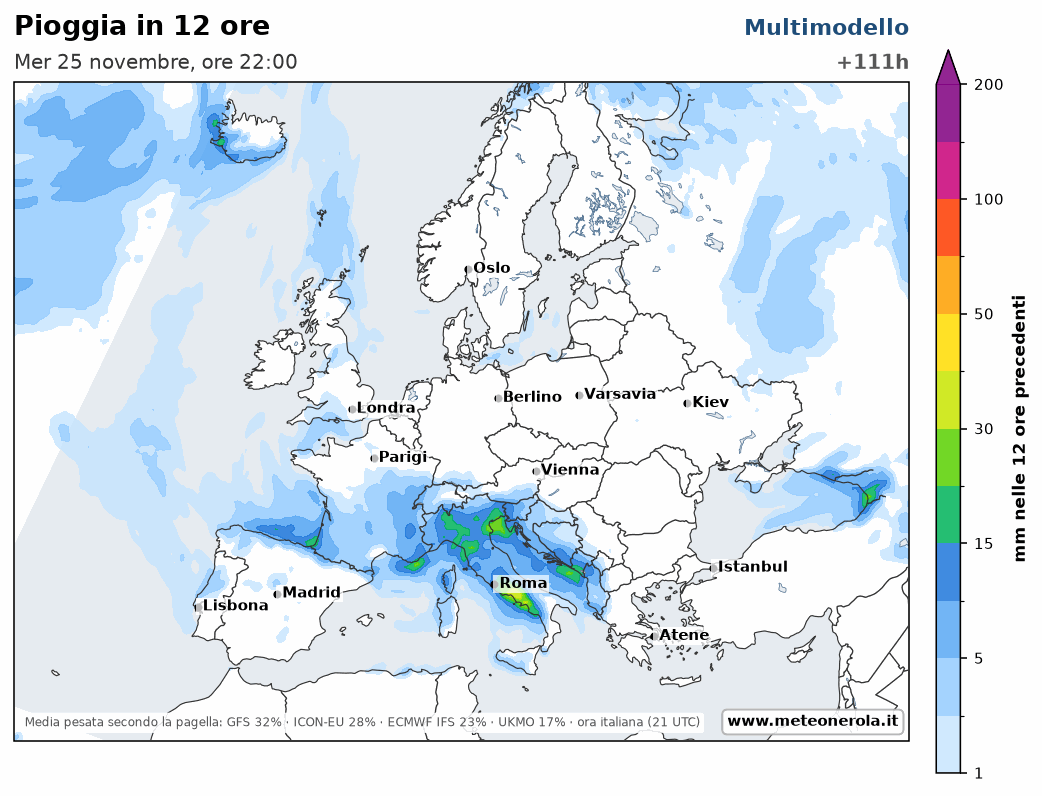 Pioggia in 12 ore
Multimodello
Mer 25 novembre, ore 22:00
+111h
200
100
50
30
15
5
1
mm nelle 12 ore precedenti
Oslo
Berlino
Varsavia
Londra
Kiev
Parigi
Vienna
Istanbul
Roma
Madrid
Lisbona
Atene
Media pesata secondo la pagella: GFS 32% · ICON-EU 28% · ECMWF IFS 23% · UKMO 17% · ora italiana (21 UTC)
www.meteonerola.it